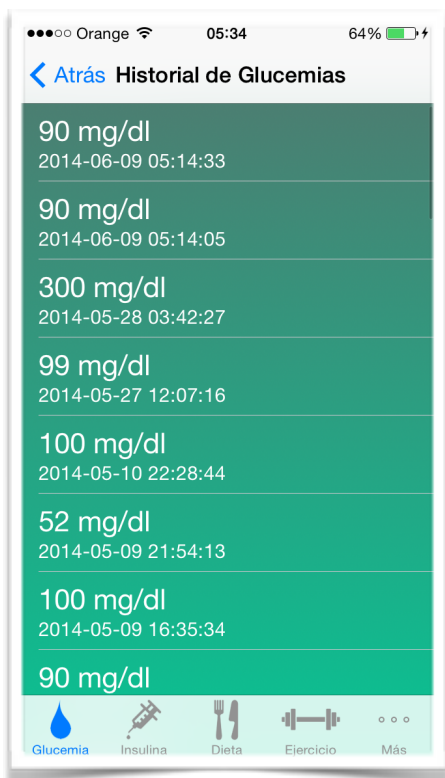 Orange 05:34 64%
Atrás Historial de Glucemias
90 mg/dl
2014-06-09 05:14:33
90 mg/dl
2014-06-09 05:14:05
300 mg/dl
2014-05-28 03:42:27
99 mg/dl
2014-05-27 12:07:16
100 mg/dl
2014-05-10 22:28:44
52 mg/dl
2014-05-09 21:54:13
100 mg/dl
2014-05-09 16:35:34
90 mg/dl
Glucemia Insulina Dieta Ejercicio Más